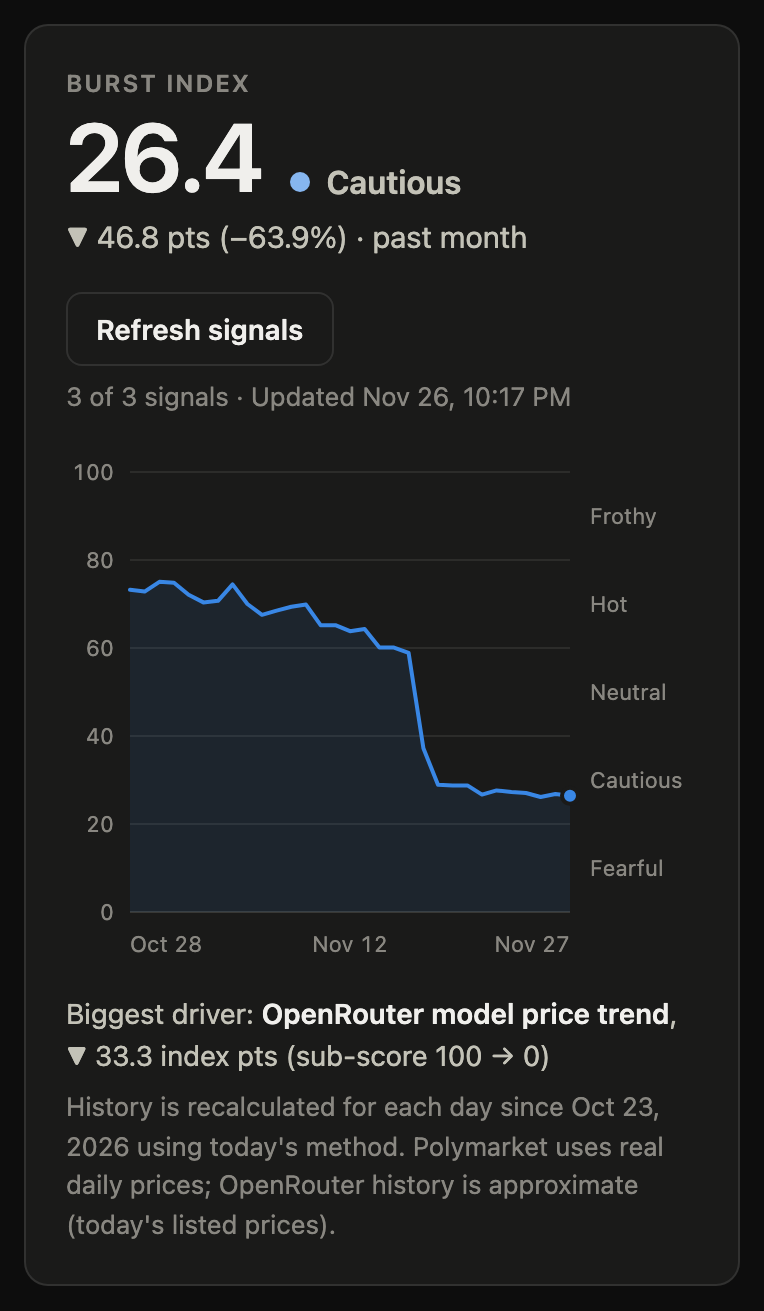 BURST INDEX
26.4 Cautious
▼ 46.8 pts (−63.9%) · past month
Refresh signals
3 of 3 signals · Updated Nov 26, 10:17 PM
100
Frothy
80
Hot
60
Neutral
40
Cautious
20
Fearful
0
Oct 28 Nov 12 Nov 27
Biggest driver: OpenRouter model price trend,
▼ 33.3 index pts (sub-score 100 → 0)
History is recalculated for each day since Oct 23,
2026 using today's method. Polymarket uses real
daily prices; OpenRouter history is approximate
(today's listed prices).